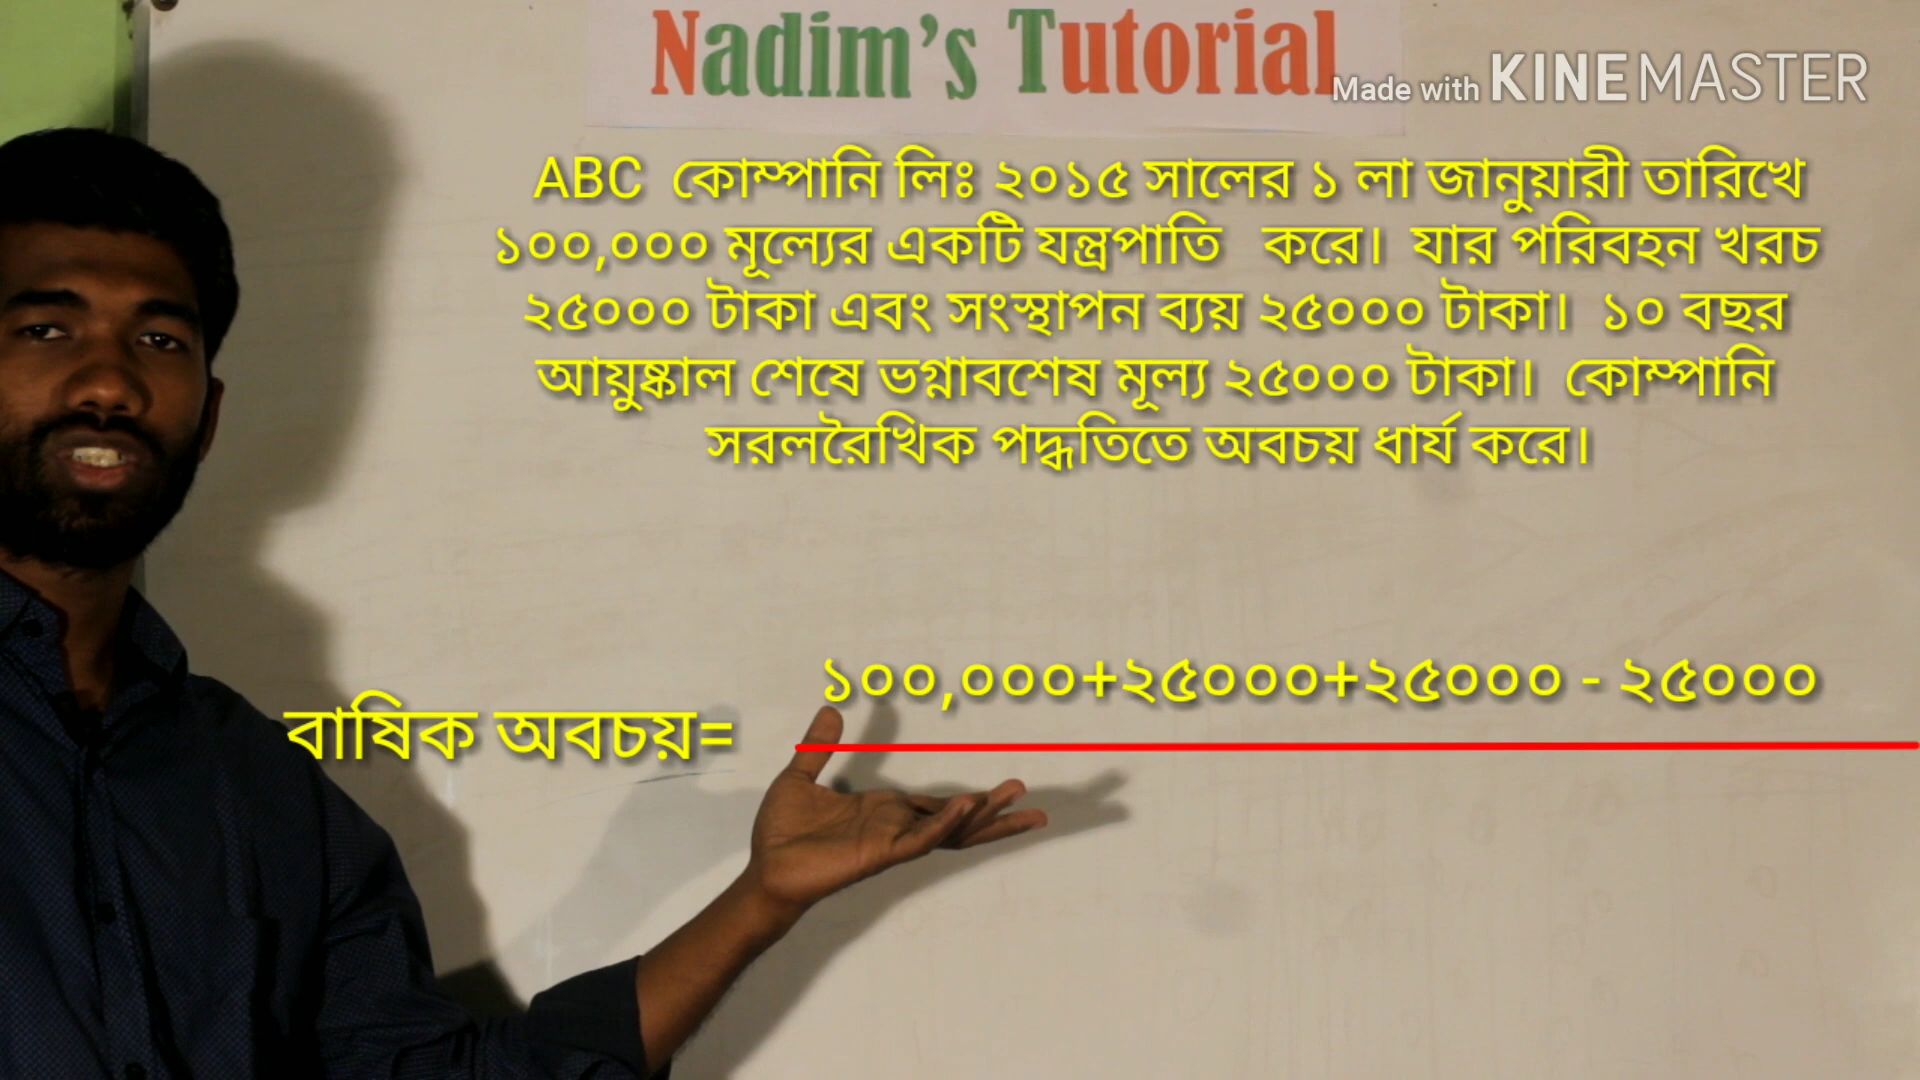 Nadim's Tutorial
Made with KINEMASTER
ABC কোম্পানি লিঃ ২০১৫ সালের ১ লা জানুয়ারী তারিখে
১০০,০০০ মূল্যের একটি যন্ত্রপাতি করে। যার পরিবহন খরচ
২৫০০০ টাকা এবং সংস্থাপন ব্যয় ২৫০০০ টাকা। ১০ বছর
আয়ুষ্কাল শেষে ভগ্নাবশেষ মূল্য ২৫০০০ টাকা। কোম্পানি
সরলরৈখিক পদ্ধতিতে অবচয় ধার্য করে।
১০০,০০০+২৫০০০+২৫০০০ - ২৫০০০
বাষিক অবচয়=